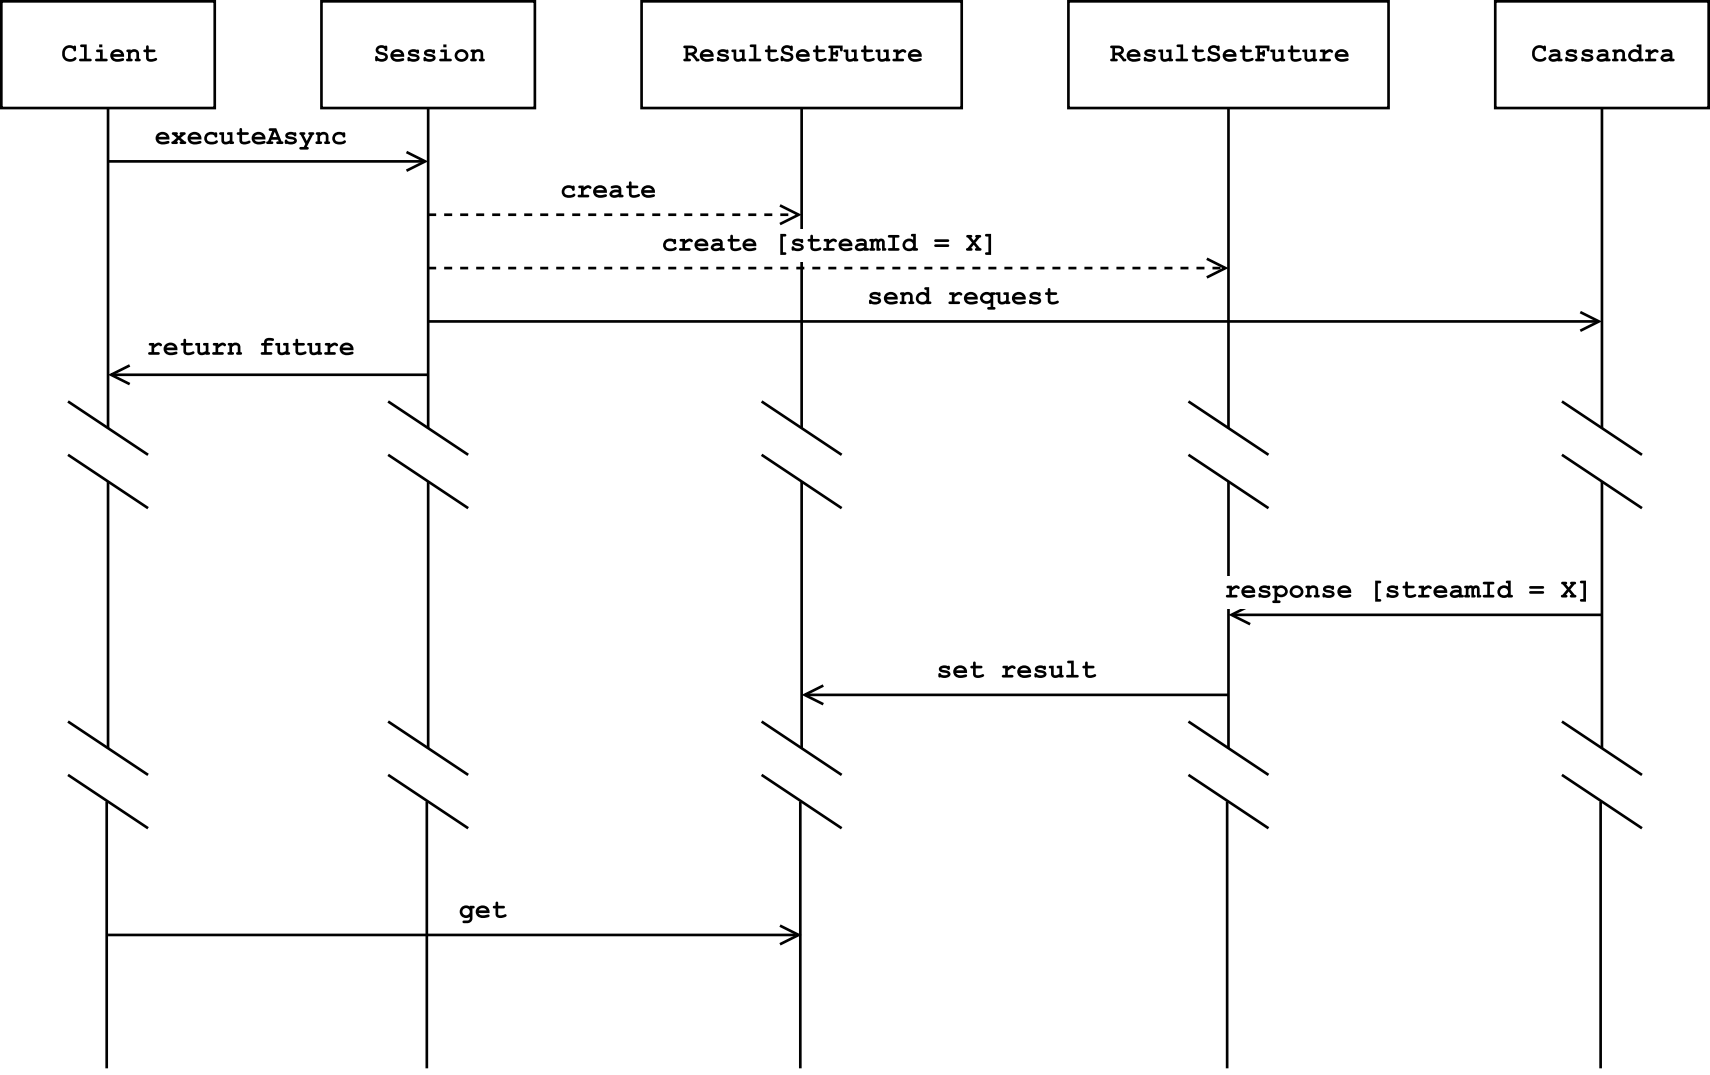 Client
Session
ResultSetFuture
ResultSetFuture
Cassandra
executeAsync
create
create [streamId = X]
send request
return future
response [streamId = X]
set result
get